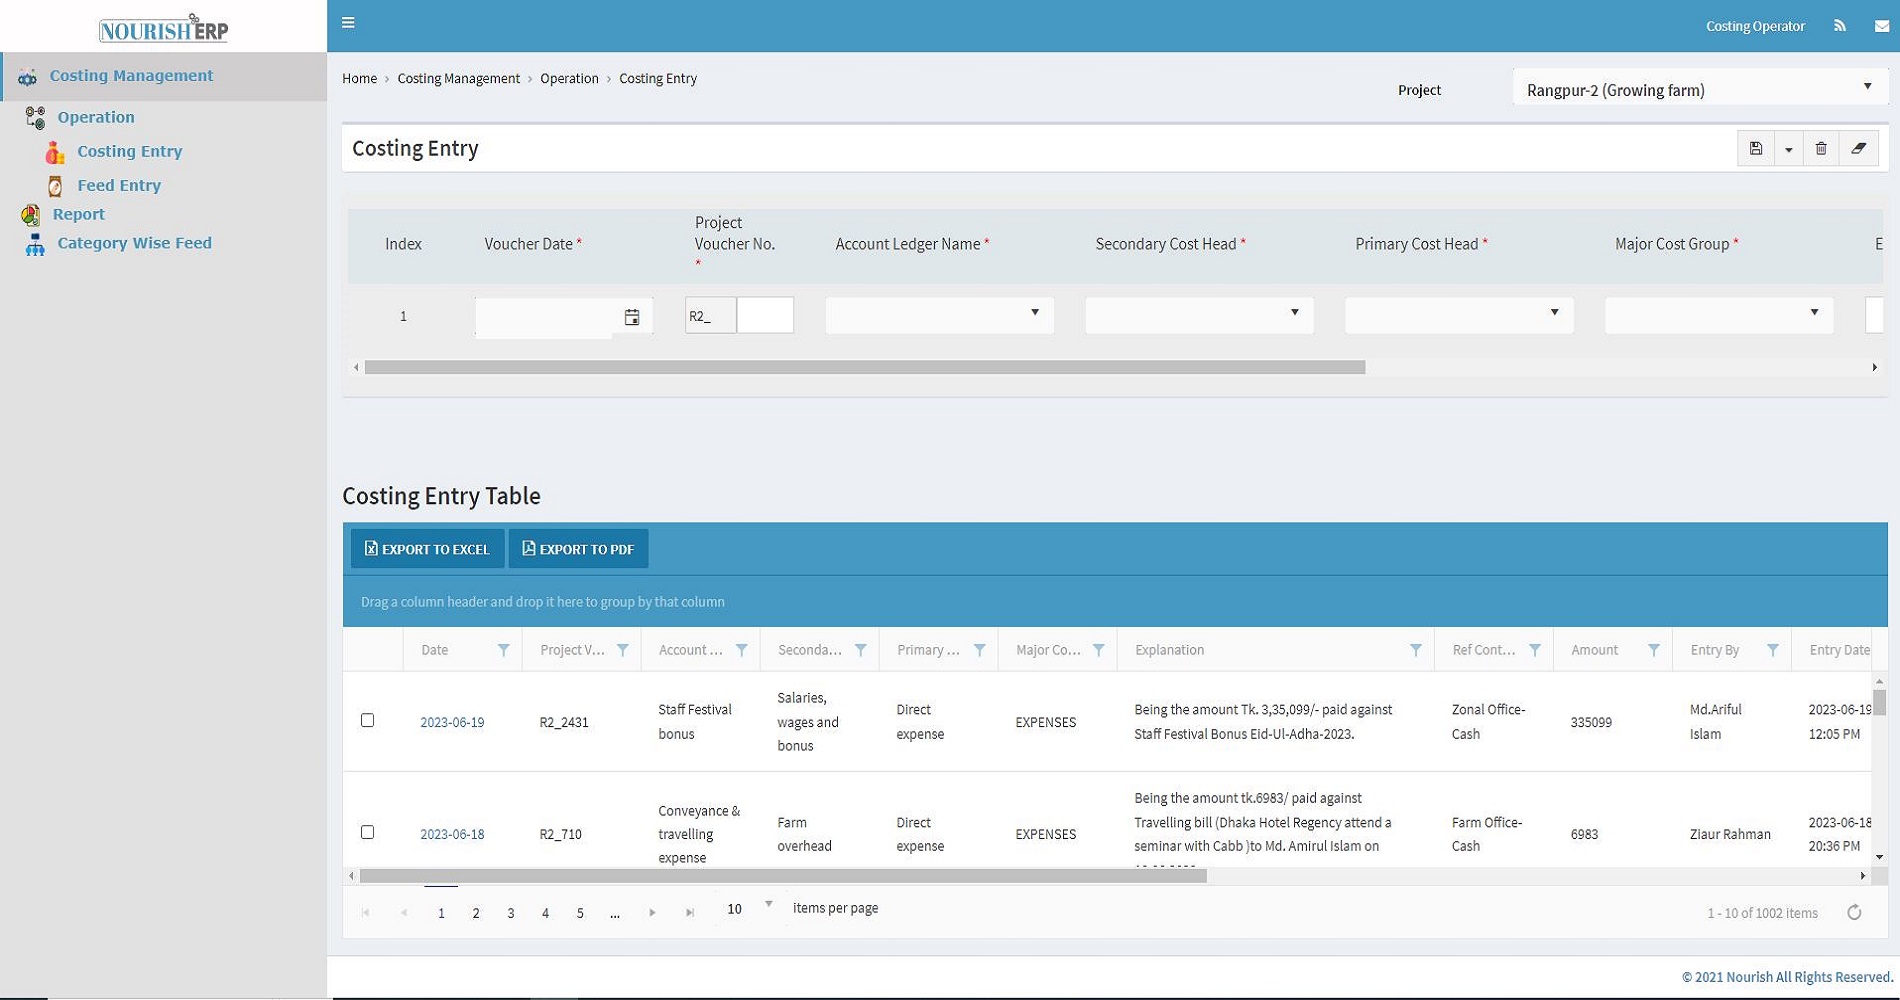 NOURISH ERP
Costing Operator
Costing Management
Operation
Costing Entry
Feed Entry
Report
Category Wise Feed
Home › Costing Management › Operation › Costing Entry
Project
Rangpur-2 (Growing farm)
Costing Entry
Index
Voucher Date *
Project
Voucher No.
*
Account Ledger Name *
Secondary Cost Head *
Primary Cost Head *
Major Cost Group *
E
1
R2_
Costing Entry Table
EXPORT TO EXCEL
EXPORT TO PDF
Drag a column header and drop it here to group by that column
Date
Project V...
Account ...
Seconda...
Primary ...
Major Co...
Explanation
Ref Cont...
Amount
Entry By
Entry Date
2023-06-19
R2_2431
Staff Festival
bonus
Salaries,
wages and
bonus
Direct
expense
EXPENSES
Being the amount Tk. 3,35,099/- paid against
Staff Festival Bonus Eid-Ul-Adha-2023.
Zonal Office-
Cash
335099
Md.Ariful
Islam
2023-06-19
12:05 PM
2023-06-18
R2_710
Conveyance &
travelling
expense
Farm
overhead
Direct
expense
EXPENSES
Being the amount tk.6983/ paid against
Travelling bill (Dhaka Hotel Regency attend a
seminar with Cabb )to Md. Amirul Islam on
Farm Office-
Cash
6983
Ziaur Rahman
2023-06-18
20:36 PM
1 2 3 4 5 ...
10
items per page
1 - 10 of 1002 items
© 2021 Nourish All Rights Reserved.